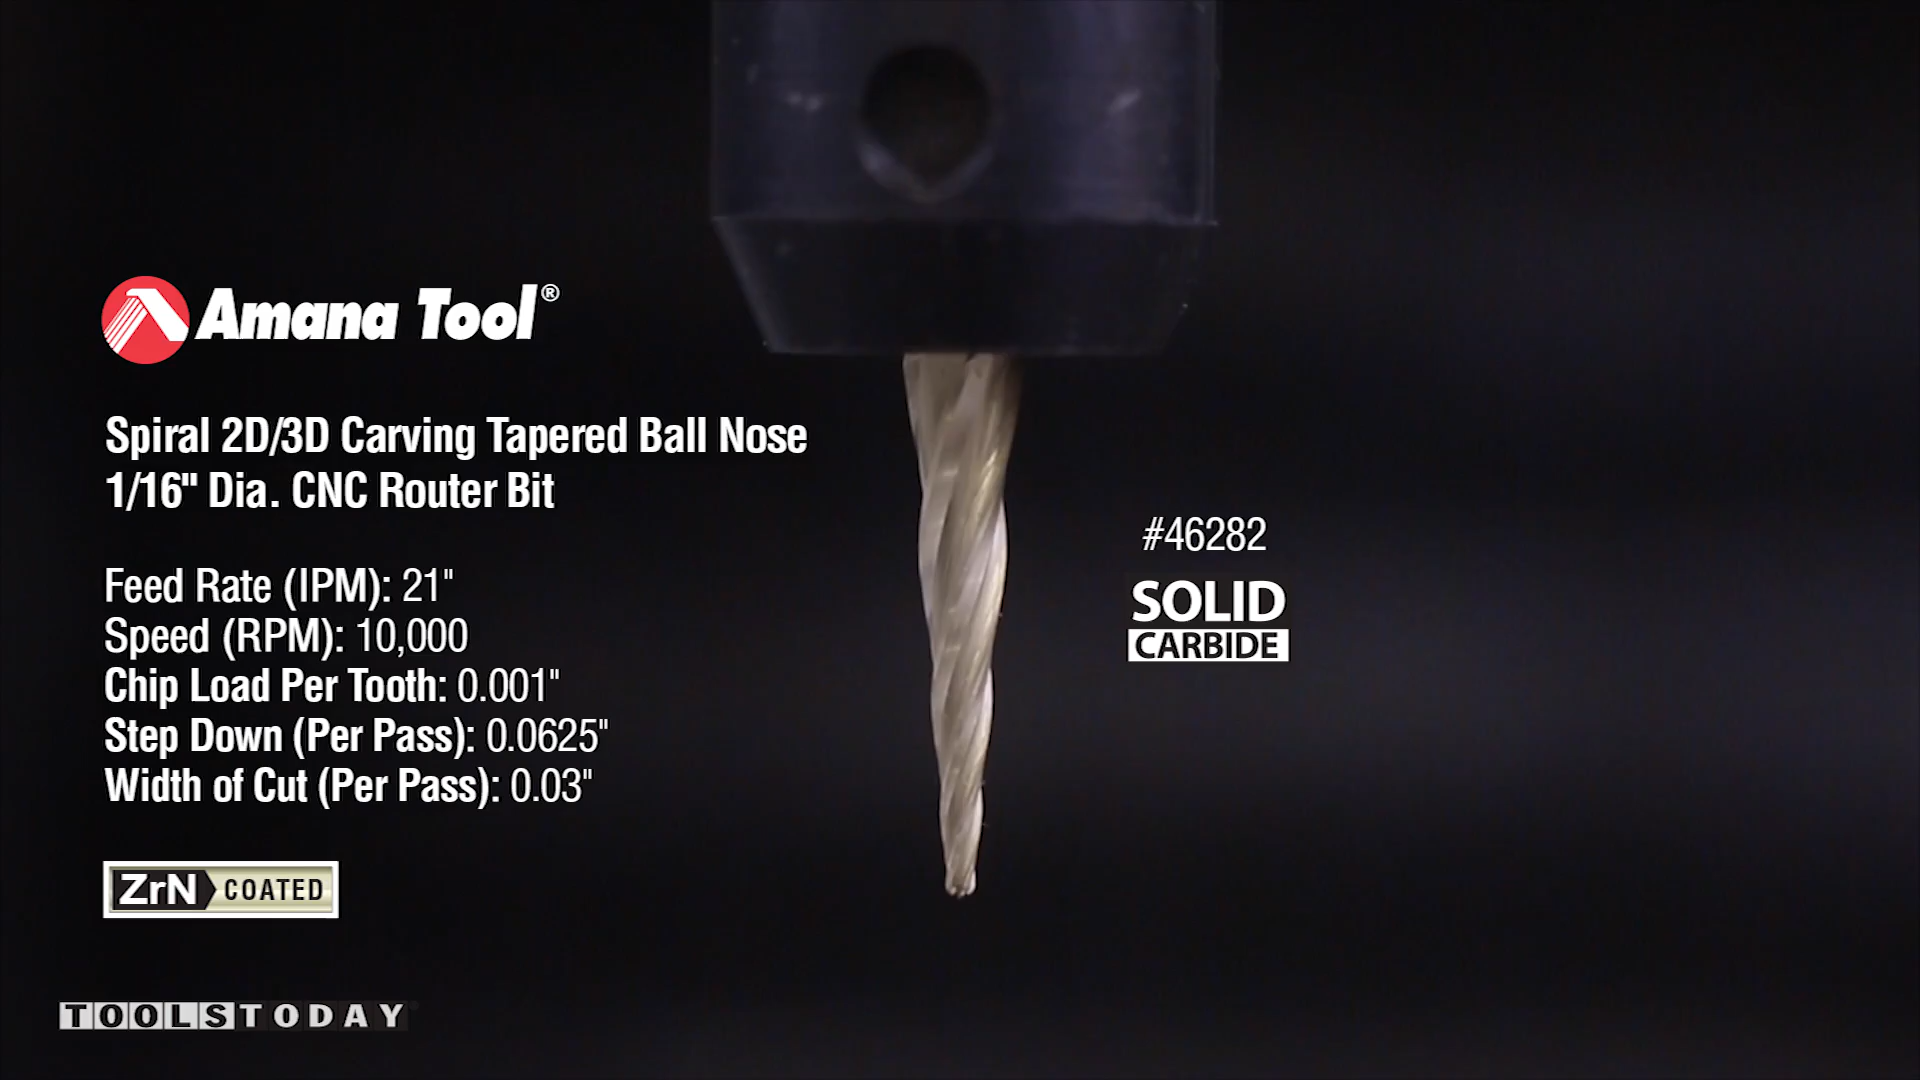 Amana Tool®
Spiral 2D/3D Carving Tapered Ball Nose
1/16" Dia. CNC Router Bit
Feed Rate (IPM): 21"
Speed (RPM): 10,000
Chip Load Per Tooth: 0.001"
Step Down (Per Pass): 0.0625"
Width of Cut (Per Pass): 0.03"
ZrN COATED
#46282
SOLID
CARBIDE
TOOLSTODAY